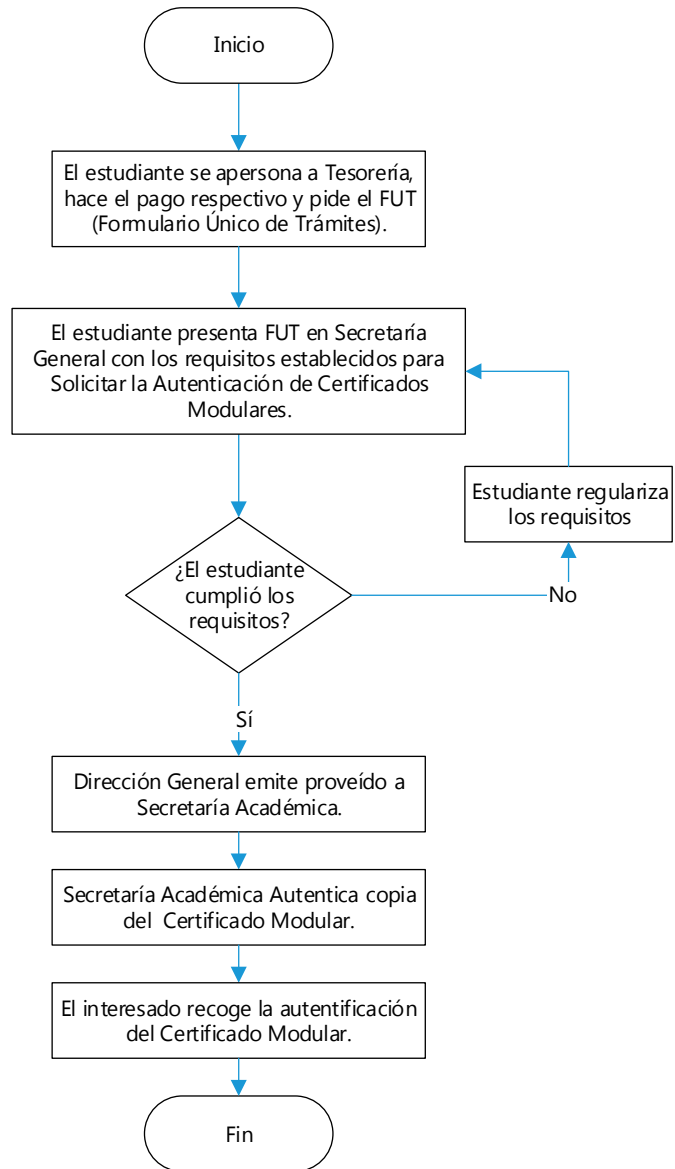 Inicio
El estudiante se apersona a Tesorería,
hace el pago respectivo y pide el FUT
(Formulario Único de Trámites).
El estudiante presenta FUT en Secretaría
General con los requisitos establecidos para
Solicitar la Autenticación de Certificados
Modulares.
Estudiante regulariza
los requisitos
¿El estudiante
cumplió los
requisitos?
No
Sí
Dirección General emite proveído a
Secretaría Académica.
Secretaría Académica Autentica copia
del Certificado Modular.
El interesado recoge la autentificación
del Certificado Modular.
Fin